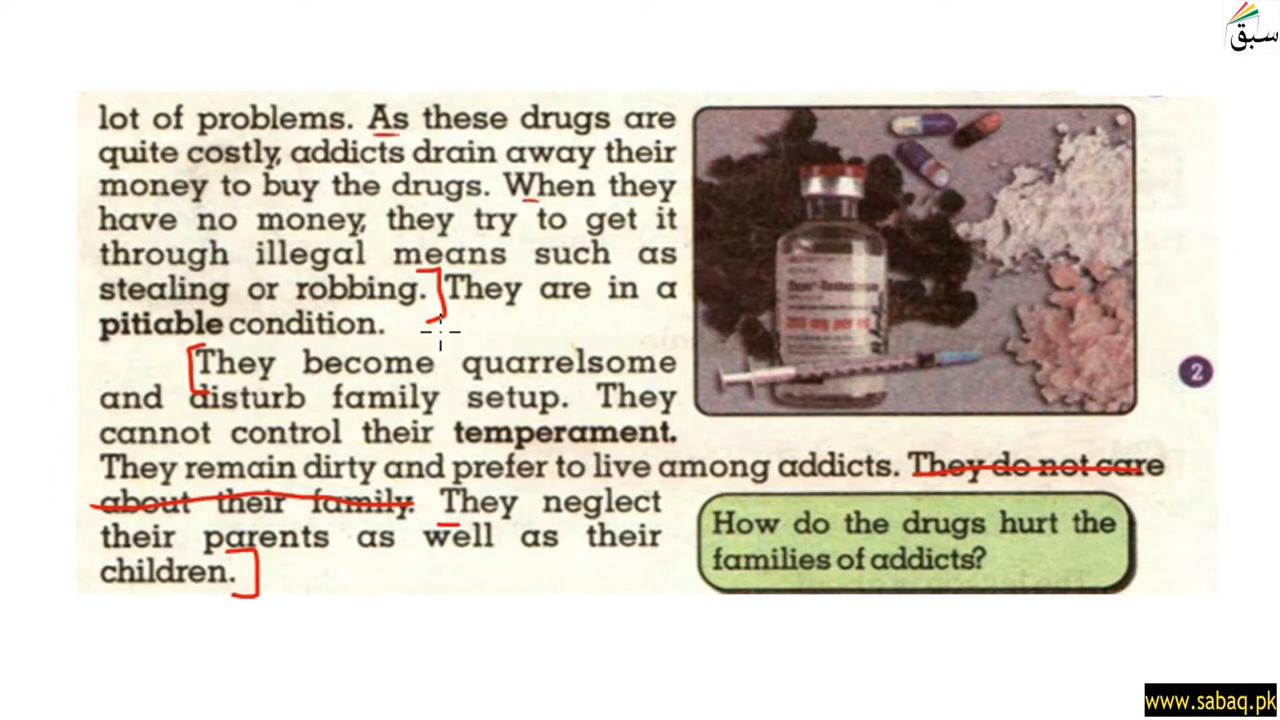 سبق
lot of problems. As these drugs are
quite costly, addicts drain away their
money to buy the drugs. When they
have no money, they try to get it
through illegal means such as
stealing or robbing. They are in a
pitiable condition.
They become quarrelsome
and disturb family setup. They
cannot control their temperament.
They remain dirty and prefer to live among addicts. They do not care
about their family. They neglect
their parents as well as their
children.
2
How do the drugs hurt the
families of addicts?
www.sabaq.pk